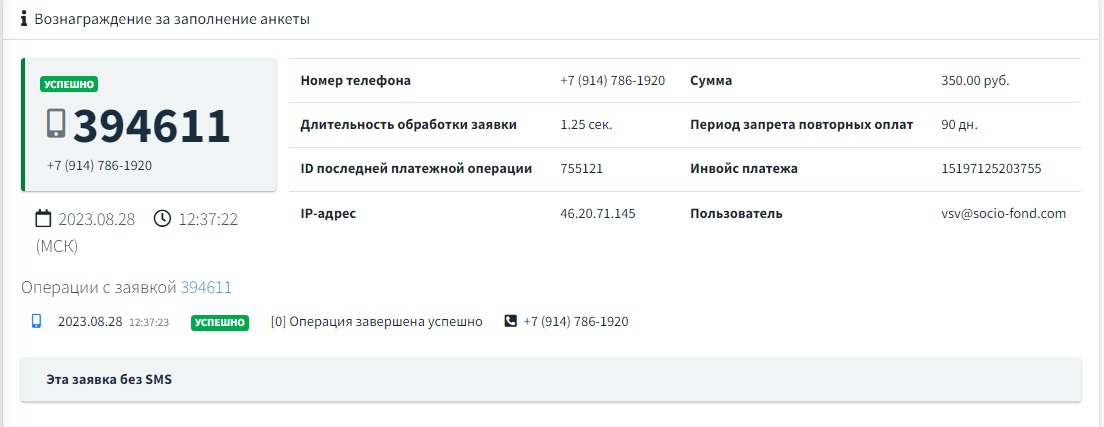 Вознаграждение за заполнение анкеты
УСПЕШНО
394611
+7 (914) 786-1920
2023.08.28 12:37:22
(МСК)
Номер телефона +7 (914) 786-1920 Сумма 350.00 руб.
Длительность обработки заявки 1.25 сек. Период запрета повторных оплат 90 дн.
ID последней платежной операции 755121 Инвойс платежа 15197125203755
IP-адрес 46.20.71.145 Пользователь vsv@socio-fond.com
Операции с заявкой 394611
2023.08.28 12:37:23 УСПЕШНО [0] Операция завершена успешно +7 (914) 786-1920
Эта заявка без SMS